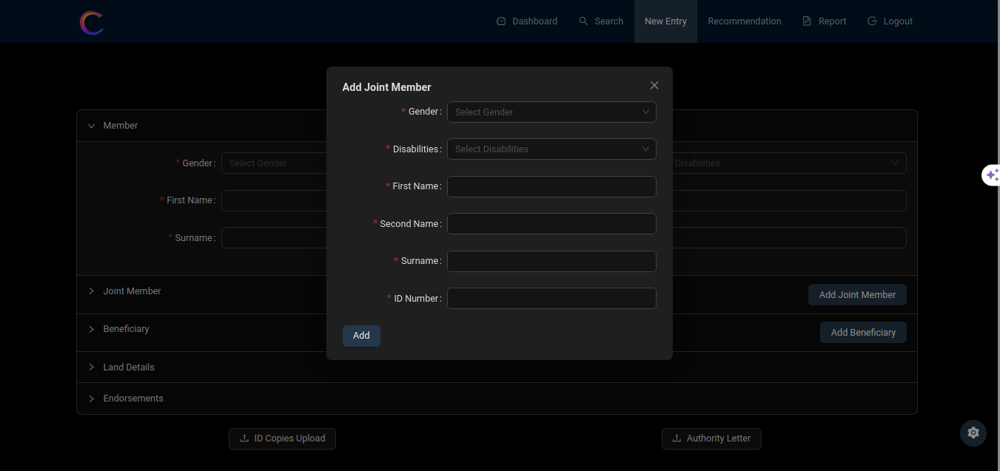 Dashboard
Search
New Entry
Recommendation
Report
Logout
Add Joint Member
* Gender: Select Gender
* Disabilities: Select Disabilities
* First Name:
* Second Name:
* Surname:
* ID Number:
Add
Member
* Gender: Select Gender
Disabilities
* First Name:
* Surname:
Joint Member
Add Joint Member
Beneficiary
Add Beneficiary
Land Details
Endorsements
ID Copies Upload
Authority Letter